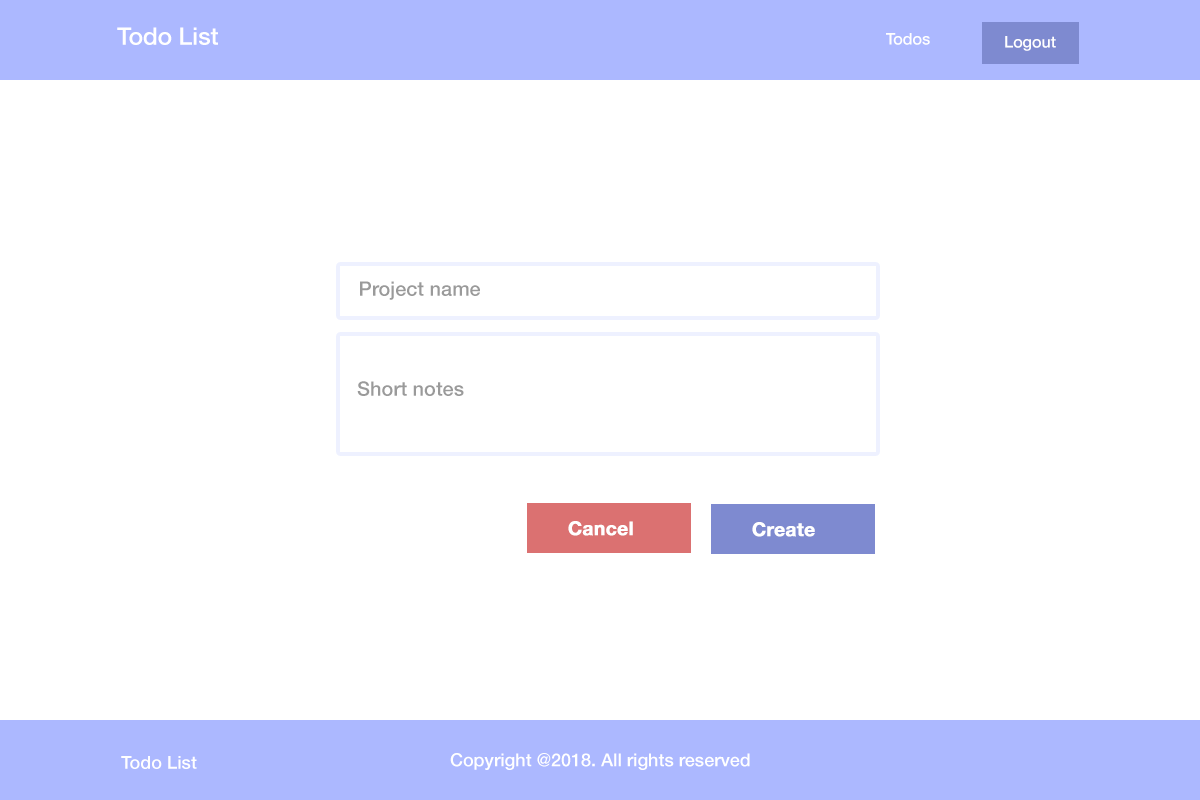 Todo List
Todos
Logout
Project name
Short notes
Cancel
Create
Todo List
Copyright @2018. All rights reserved